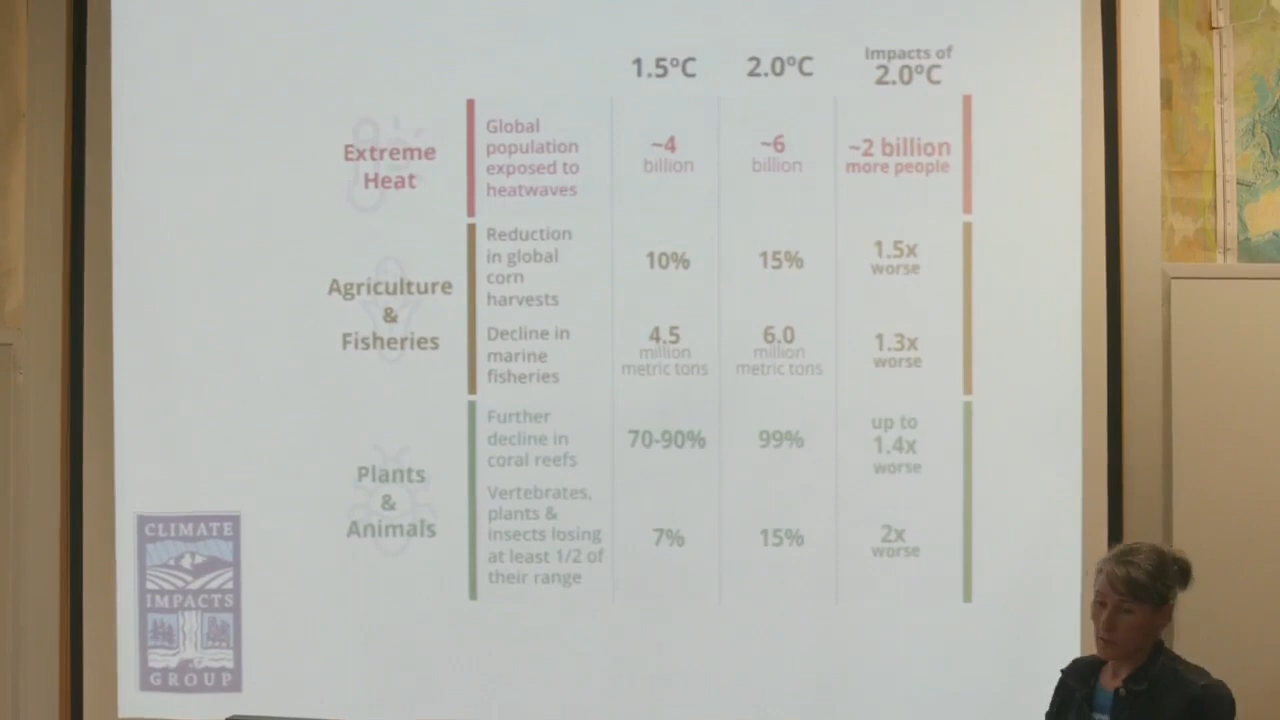 1.5ºC
2.0ºC
Impacts of
2.0ºC
Extreme
Heat
Global
population
exposed to
heatwaves
~4
billion
~6
billion
~2 billion
more people
Agriculture
&
Fisheries
Reduction
in global
corn
harvests
10%
15%
1.5x
worse
Decline in
marine
fisheries
4.5
million
metric tons
6.0
million
metric tons
1.3x
worse
Plants
&
Animals
Further
decline in
coral reefs
70-90%
99%
up to
1.4x
worse
Vertebrates,
plants &
insects losing
at least 1/2 of
their range
7%
15%
2x
worse
CLIMATE
IMPACTS
GROUP